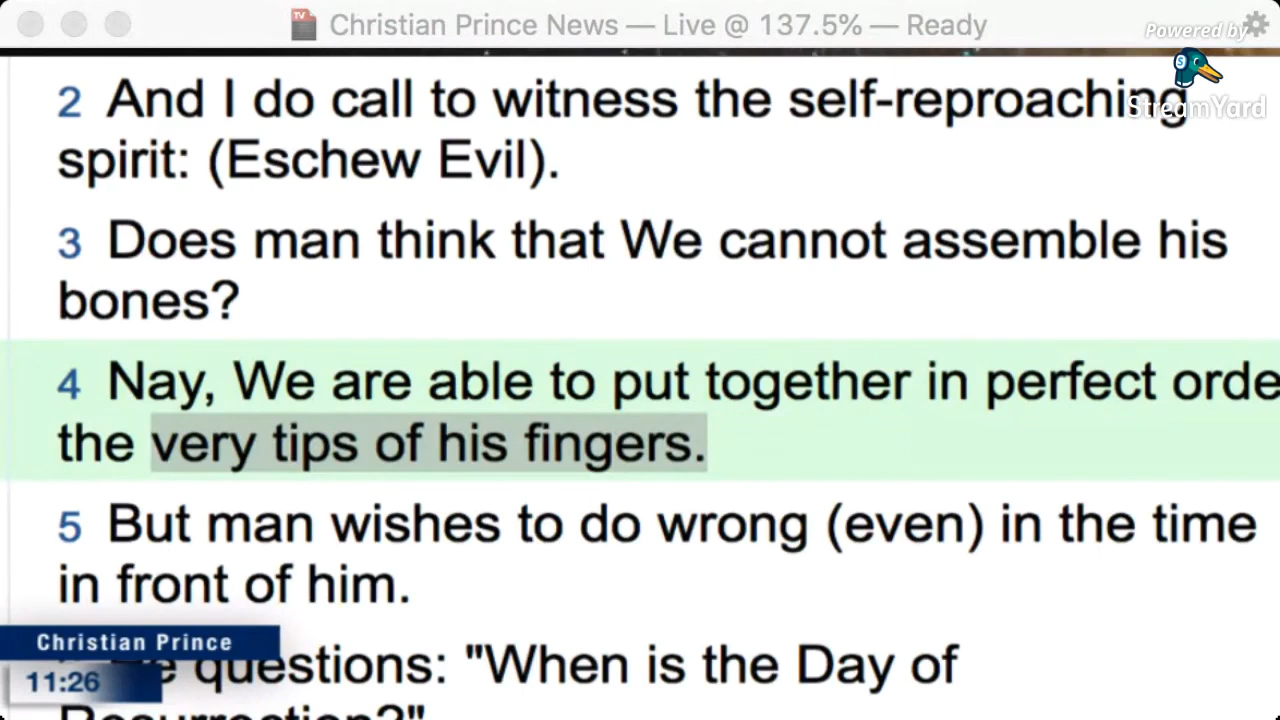 Christian Prince News — Live @ 137.5% — Ready
Powered by
StreamYard
2 And I do call to witness the self-reproaching
spirit: (Eschew Evil).
3 Does man think that We cannot assemble his
bones?
4 Nay, We are able to put together in perfect orde
the very tips of his fingers.
5 But man wishes to do wrong (even) in the time
in front of him.
Christian Prince
questions: "When is the Day of
11:26
Resurrection?"